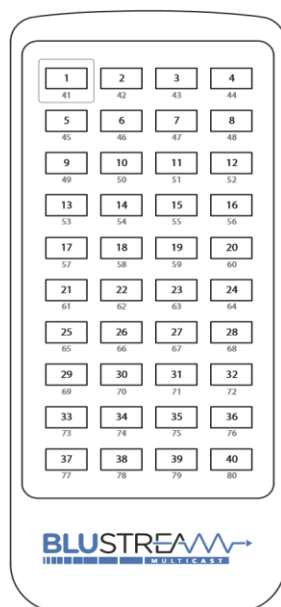 1 2 3 4
41 42 43 44
5 6 7 8
45 46 47 48
9 10 11 12
49 50 51 52
13 14 15 16
53 54 55 56
17 18 19 20
57 58 59 60
21 22 23 24
61 62 63 64
25 26 27 28
65 66 67 68
29 30 31 32
69 70 71 72
33 34 35 36
73 74 75 76
37 38 39 40
77 78 79 80
BLUSTREAM
MULTICAST